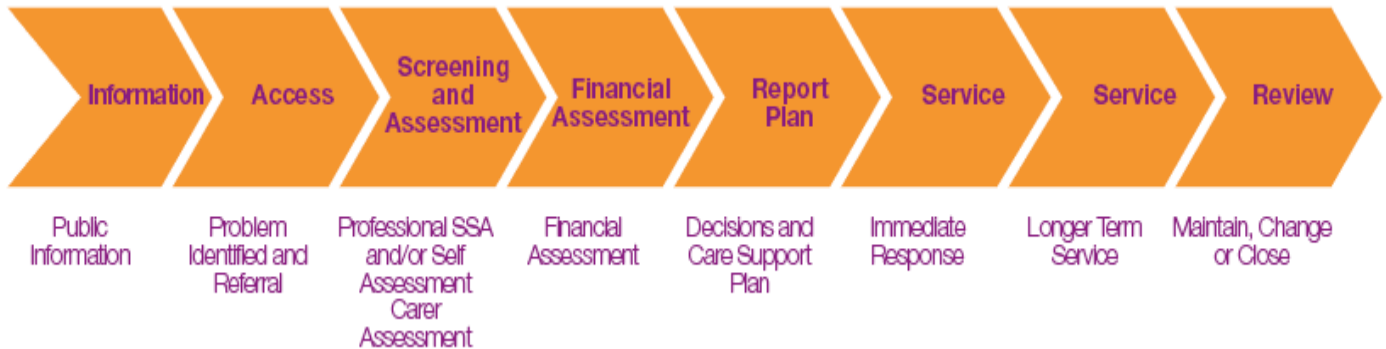 Information
Access
Screening
and
Assessment
Financial
Assessment
Report
Plan
Service
Service
Review
Public
Information
Problem
Identified and
Referral
Professional SSA
and/or Self
Assessment
Carer
Assessment
Financial
Assessment
Decisions and
Care Support
Plan
Immediate
Response
Longer Term
Service
Maintain, Change
or Close